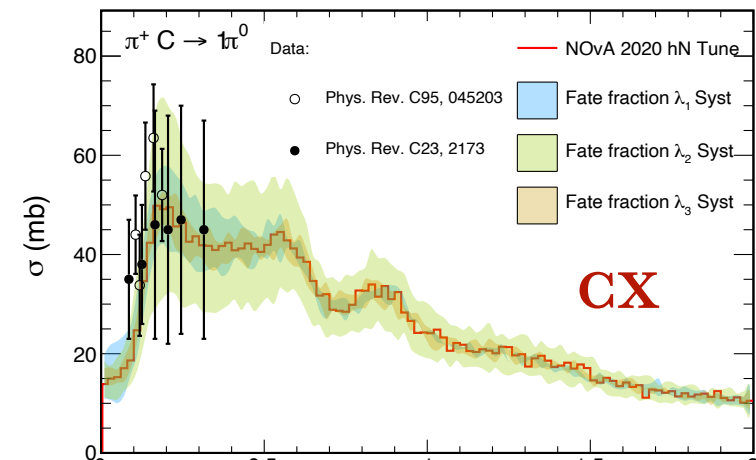 π⁺ C → 1π⁰
Data:
Phys. Rev. C95, 045203
Phys. Rev. C23, 2173
NOvA 2020 hN Tune
Fate fraction λ₁ Syst
Fate fraction λ₂ Syst
Fate fraction λ₃ Syst
CX
σ (mb)
80
60
40
20
0